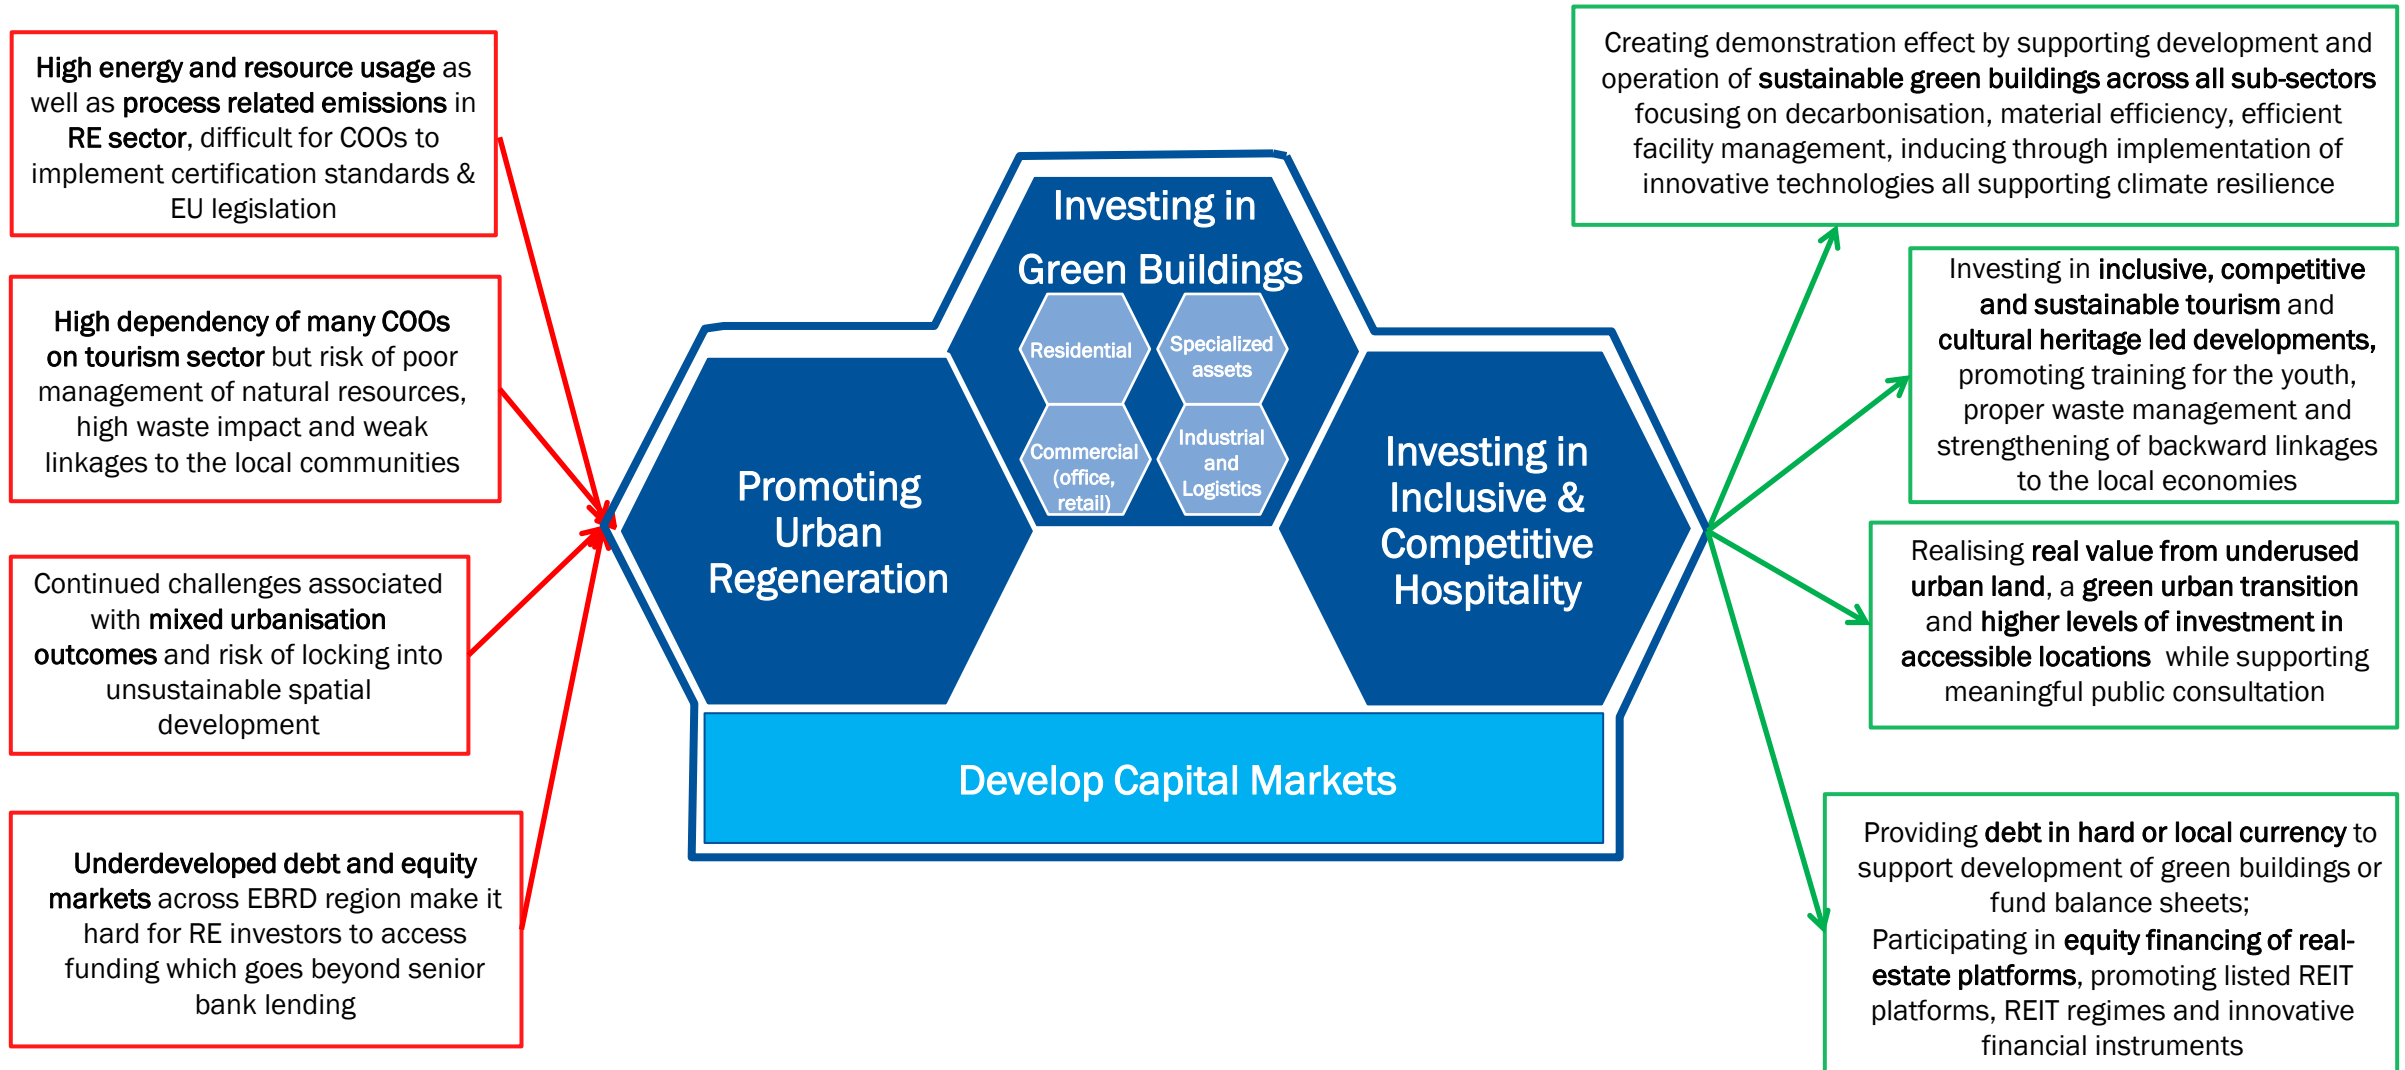 High energy and resource usage as
well as process related emissions in
RE sector, difficult for COOs to
implement certification standards &
EU legislation
High dependency of many COOs
on tourism sector but risk of poor
management of natural resources,
high waste impact and weak
linkages to the local communities
Continued challenges associated
with mixed urbanisation
outcomes and risk of locking into
unsustainable spatial
development
Underdeveloped debt and equity
markets across EBRD region make it
hard for RE investors to access
funding which goes beyond senior
bank lending
Investing in
Green Buildings
Residential
Specialized
assets
Commercial
(office,
retail)
Industrial
and
Logistics
Promoting
Urban
Regeneration
Investing in
Inclusive &
Competitive
Hospitality
Develop Capital Markets
Creating demonstration effect by supporting development and
operation of sustainable green buildings across all sub-sectors
focusing on decarbonisation, material efficiency, efficient
facility management, inducing through implementation of
innovative technologies all supporting climate resilience
Investing in inclusive, competitive
and sustainable tourism and
cultural heritage led developments,
promoting training for the youth,
proper waste management and
strengthening of backward linkages
to the local economies
Realising real value from underused
urban land, a green urban transition
and higher levels of investment in
accessible locations while supporting
meaningful public consultation
Providing debt in hard or local currency to
support development of green buildings or
fund balance sheets;
Participating in equity financing of real-
estate platforms, promoting listed REIT
platforms, REIT regimes and innovative
financial instruments